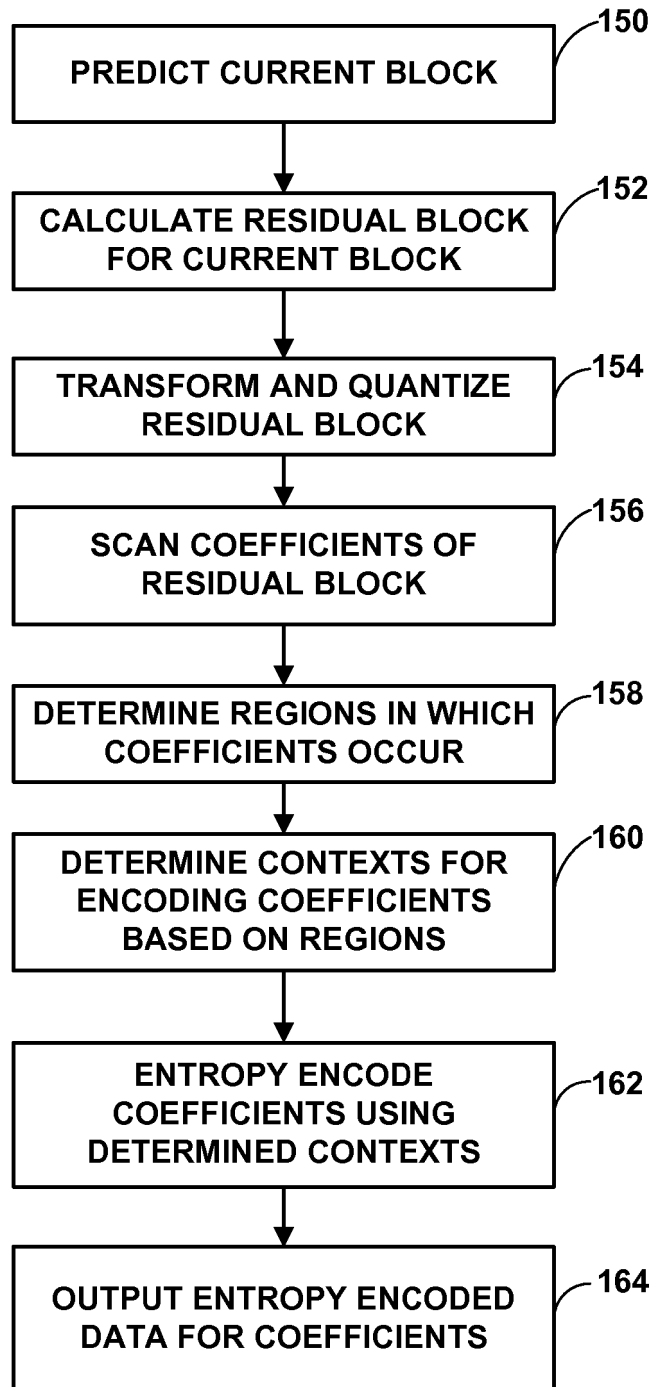 150
PREDICT CURRENT BLOCK
152
CALCULATE RESIDUAL BLOCK
FOR CURRENT BLOCK
154
TRANSFORM AND QUANTIZE
RESIDUAL BLOCK
156
SCAN COEFFICIENTS OF
RESIDUAL BLOCK
158
DETERMINE REGIONS IN WHICH
COEFFICIENTS OCCUR
160
DETERMINE CONTEXTS FOR
ENCODING COEFFICIENTS
BASED ON REGIONS
162
ENTROPY ENCODE
COEFFICIENTS USING
DETERMINED CONTEXTS
164
OUTPUT ENTROPY ENCODED
DATA FOR COEFFICIENTS